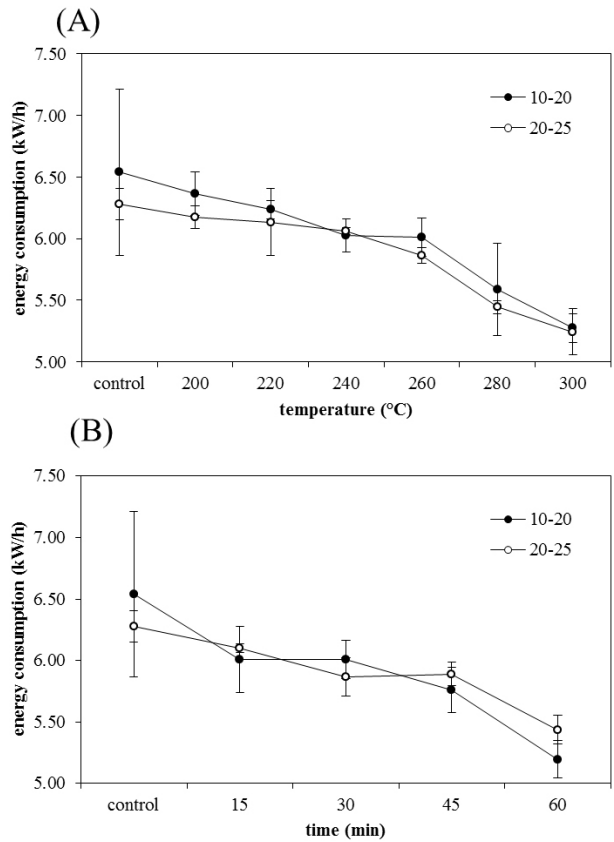 (A)
7.50
7.00
6.50
6.00
5.50
5.00
energy consumption (kW/h)
10-20
20-25
control 200 220 240 260 280 300
temperature (°C)
(B)
7.50
7.00
6.50
6.00
5.50
5.00
energy consumption (kW/h)
10-20
20-25
control 15 30 45 60
time (min)